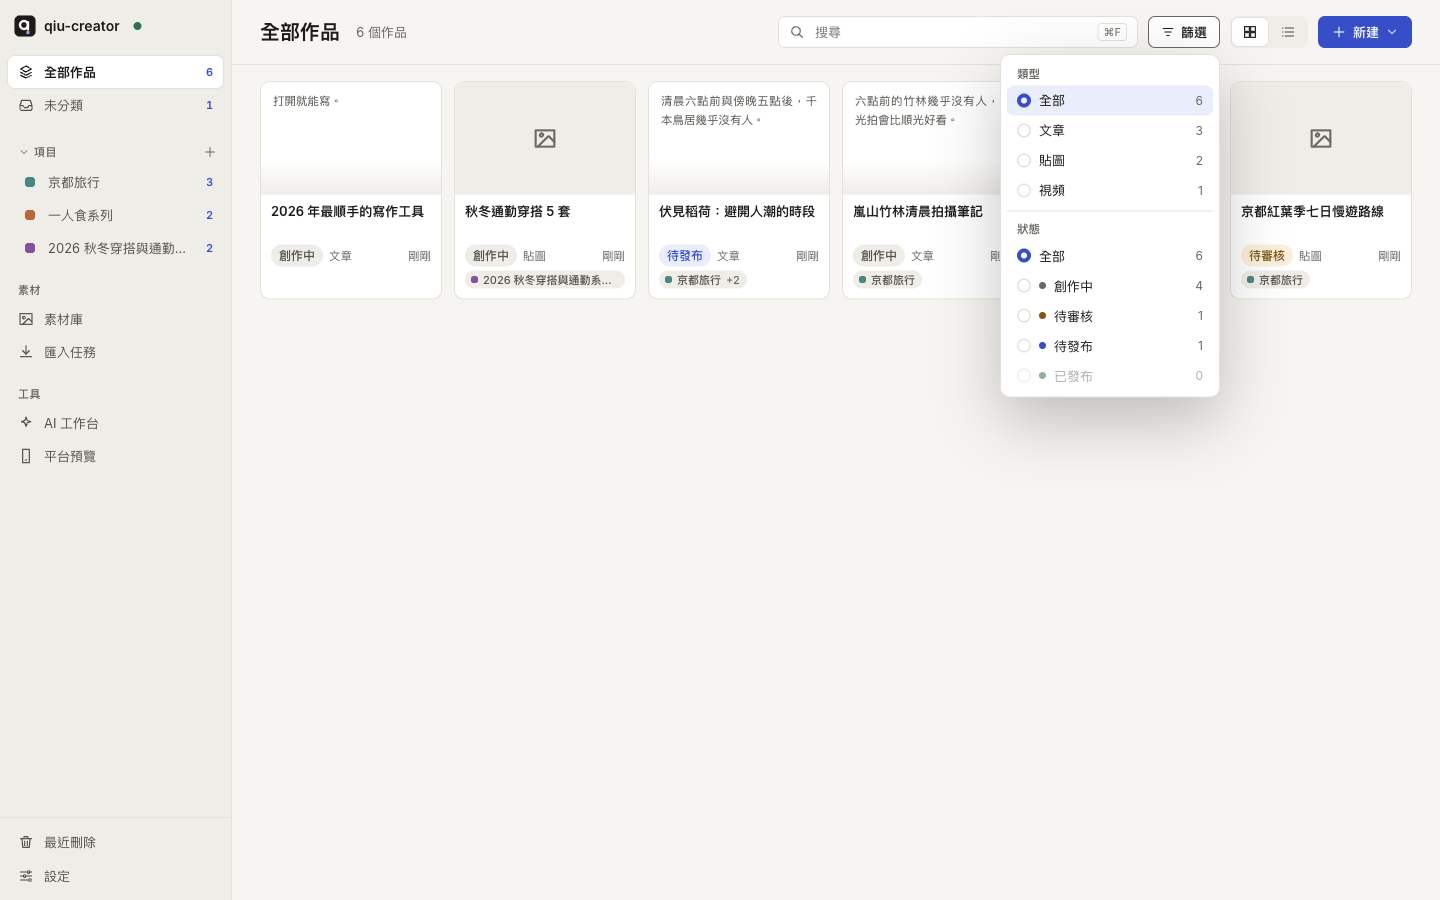 qiu-creator
全部作品 6
未分類 1
項目
京都旅行 3
一人食系列 2
2026 秋冬穿搭與通勤... 2
素材
素材庫
匯入任務
工具
AI 工作台
平台預覽
最近刪除
設定
全部作品 6 個作品
搜尋 ⌘F
篩選
新建
打開就能寫。
2026 年最順手的寫作工具
創作中 文章 剛剛
秋冬通勤穿搭 5 套
創作中 貼圖 剛剛
2026 秋冬穿搭與通勤系...
清晨六點前與傍晚五點後，千
本鳥居幾乎沒有人。
伏見稻荷：避開人潮的時段
待發布 文章 剛剛
京都旅行 +2
六點前的竹林幾乎沒有人，
光拍會比順光好看。
嵐山竹林清晨拍攝筆記
創作中 文章
京都旅行
京都紅葉季七日慢遊路線
待審核 貼圖 剛剛
京都旅行
類型
全部 6
文章 3
貼圖 2
視頻 1
狀態
全部 6
創作中 4
待審核 1
待發布 1
已發布 0